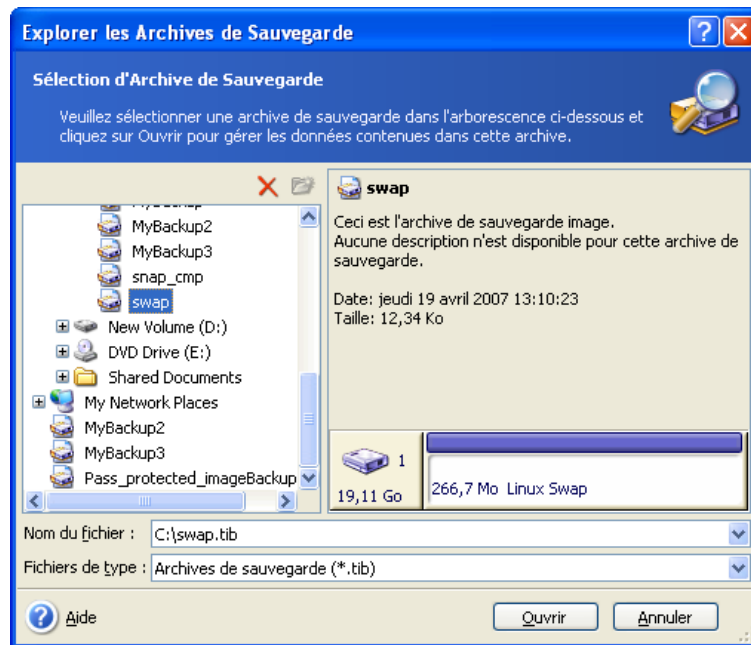 Explorer les Archives de Sauvegarde
Sélection d'Archive de Sauvegarde
Veuillez sélectionner une archive de sauvegarde dans l'arborescence ci-dessous et
cliquez sur Ouvrir pour gérer les données contenues dans cette archive.
MyBackup2
MyBackup3
snap_cmp
swap
New Volume (D:)
DVD Drive (E:)
Shared Documents
My Network Places
MyBackup2
MyBackup3
Pass_protected_imageBackup
swap
Ceci est l'archive de sauvegarde image.
Aucune description n'est disponible pour cette archive de
sauvegarde.
Date: jeudi 19 avril 2007 13:10:23
Taille: 12,34 Ko
1
19,11 Go
266,7 Mo Linux Swap
Nom du fichier : C:\swap.tib
Fichiers de type : Archives de sauvegarde (*.tib)
Aide
Ouvrir
Annuler